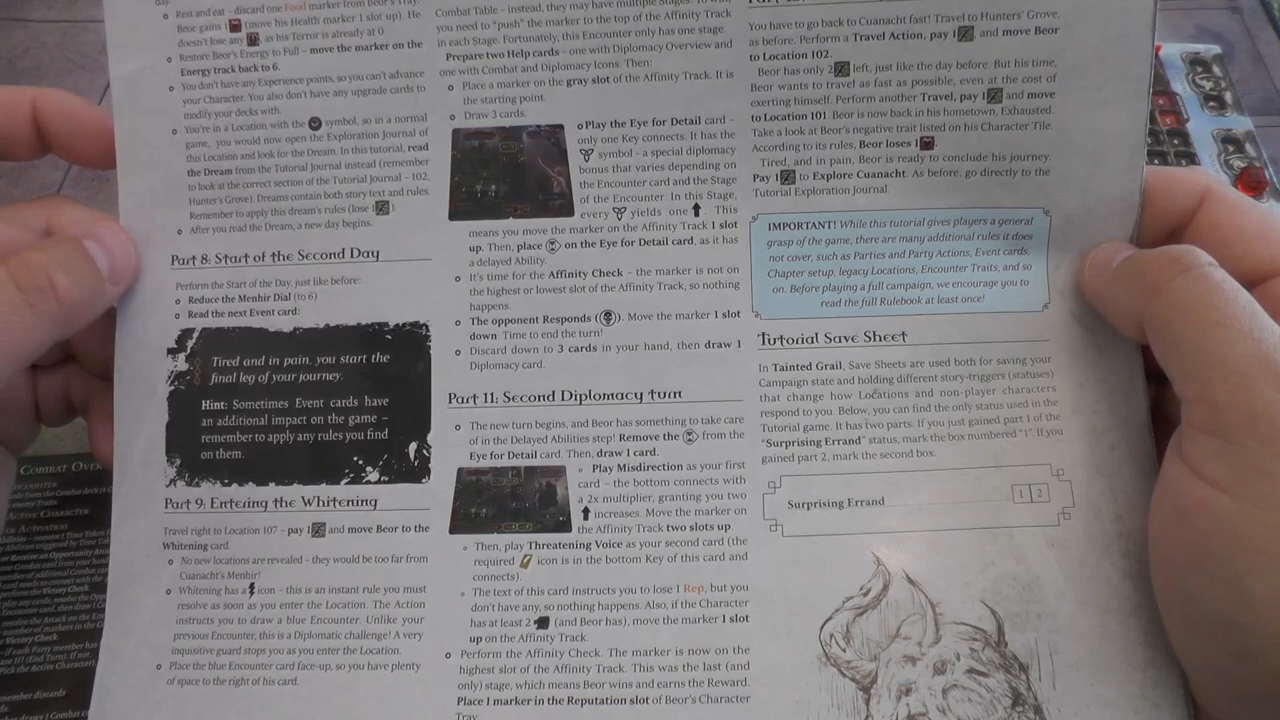 day.
Rest and eat – discard one Food marker from Beor's Tray.
Beor gains 1 (move his Health marker 1 slot up). He
doesn't lose any , as his Terror is already at 0
Restore Beor's Energy to Full – move the marker on the
Energy track back to 6.
You don't have any Experience points, so you can't advance
your Character. You also don't have any upgrade cards to
modify your decks with.
You're in a Location with the symbol, so in a normal
game, you would now open the Exploration Journal of
this Location and look for the Dream. In this tutorial, read
the Dream from the Tutorial Journal instead (remember
to look at the correct section of the Tutorial Journal – 102,
Hunter's Grove). Dreams contain both story text and rules.
Remember to apply this dream's rules (lose 1 ).
After you read the Dream, a new day begins.
Part 8: Start of the Second Day
Perform the Start of the Day, just like before:
Reduce the Menhir Dial (to 6)
Read the next Event card:
Tired and in pain, you start the
final leg of your journey.
Hint: Sometimes Event cards have
an additional impact on the game –
remember to apply any rules you find
on them.
Part 9: Entering the Whitening
Travel right to Location 107 – pay 1 and move Beor to the
Whitening card.
No new locations are revealed – they would be too far from
Cuanacht's Menhir!
Whitening has a icon – this is an instant rule you must
resolve as soon as you enter the Location. The Action
instructs you to draw a blue Encounter. Unlike your
previous Encounter, this is a Diplomatic challenge! A very
inquisitive guard stops you as you enter the Location.
Place the blue Encounter card face-up, so you have plenty
of space to the right of his card.
Combat Table – instead, they may have multiple Stages. To win,
you need to "push" the marker to the top of the Affinity Track
in each Stage. Fortunately, this Encounter only has one stage.
Prepare two Help cards – one with Diplomacy Overview and
one with Combat and Diplomacy Icons. Then:
Place a marker on the gray slot of the Affinity Track. It is
the starting point.
Draw 3 cards.
Play the Eye for Detail card –
only one Key connects. It has the
symbol - a special diplomacy
bonus that varies depending on
the Encounter card and the Stage
of the Encounter. In this Stage,
every yields one . This
means you move the marker on the Affinity Track 1 slot
up. Then, place on the Eye for Detail card, as it has
a delayed Ability.
It's time for the Affinity Check – the marker is not on
the highest or lowest slot of the Affinity Track, so nothing
happens.
The opponent Responds ( ). Move the marker 1 slot
down. Time to end the turn!
Discard down to 3 cards in your hand, then draw 1
Diplomacy card.
Part 11: Second Diplomacy turn
The new turn begins, and Beor has something to take care
of in the Delayed Abilities step! Remove the from the
Eye for Detail card. Then, draw 1 card.
Play Misdirection as your first
card – the bottom connects with
a 2x multiplier, granting you two
increases. Move the marker on
the Affinity Track two slots up.
Then, play Threatening Voice as your second card (the
required icon is in the bottom Key of this card and
connects).
The text of this card instructs you to lose 1 Rep, but you
don't have any, so nothing happens. Also, if the Character
has at least 2 (and Beor has), move the marker 1 slot
up on the Affinity Track.
Perform the Affinity Check. The marker is now on the
highest slot of the Affinity Track. This was the last (and
only) stage, which means Beor wins and earns the Reward.
Place 1 marker in the Reputation slot of Beor's Character
Tray.
You have to go back to Cuanacht fast! Travel to Hunters' Grove,
as before. Perform a Travel Action, pay 1 , and move Beor
to Location 102.
Beor has only 2 left, just like the day before. But his time,
Beor wants to travel as fast as possible, even at the cost of
exerting himself. Perform another Travel, pay 1 and move
to Location 101. Beor is now back in his hometown, Exhausted.
Take a look at Beor's negative trait listed on his Character Tile.
According to its rules, Beor loses 1 .
Tired, and in pain, Beor is ready to conclude his journey.
Pay 1 to Explore Cuanacht. As before, go directly to the
Tutorial Exploration Journal.
IMPORTANT! While this tutorial gives players a general
grasp of the game, there are many additional rules it does
not cover, such as Parties and Party Actions, Event cards,
Chapter setup, legacy Locations, Encounter Traits, and so
on. Before playing a full campaign, we encourage you to
read the full Rulebook at least once!
Tutorial Save Sheet
In Tainted Grail, Save Sheets are used both for saving your
Campaign state and holding different story-triggers (statuses)
that change how Locations and non-player characters
respond to you. Below, you can find the only status used in the
Tutorial game. It has two parts. If you just gained part 1 of the
"Surprising Errand" status, mark the box numbered "1". If you
gained part 2, mark the second box.
Surprising Errand 1 2
Combat Over